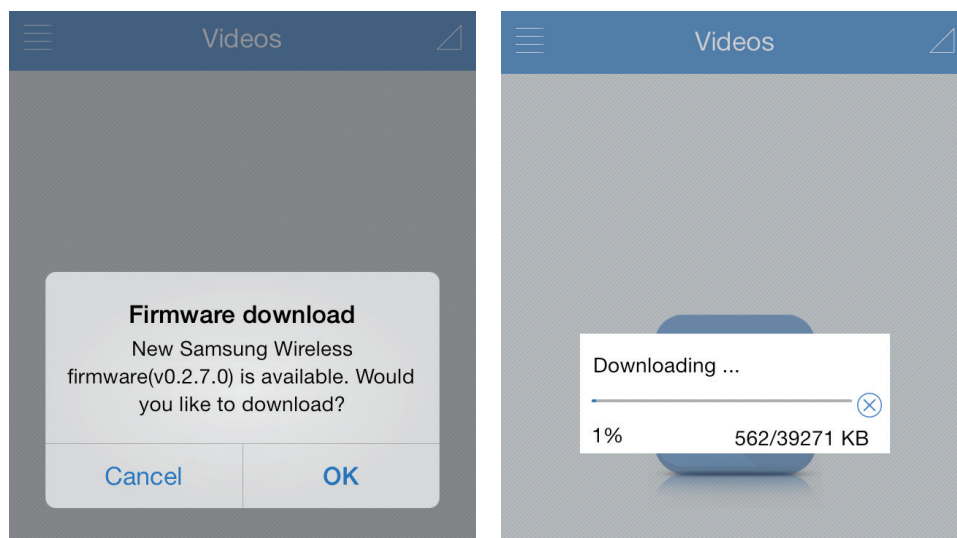 Videos
Firmware download
New Samsung Wireless
firmware(v0.2.7.0) is available. Would
you like to download?
Cancel
OK
Videos
Downloading ...
1%
562/39271 KB